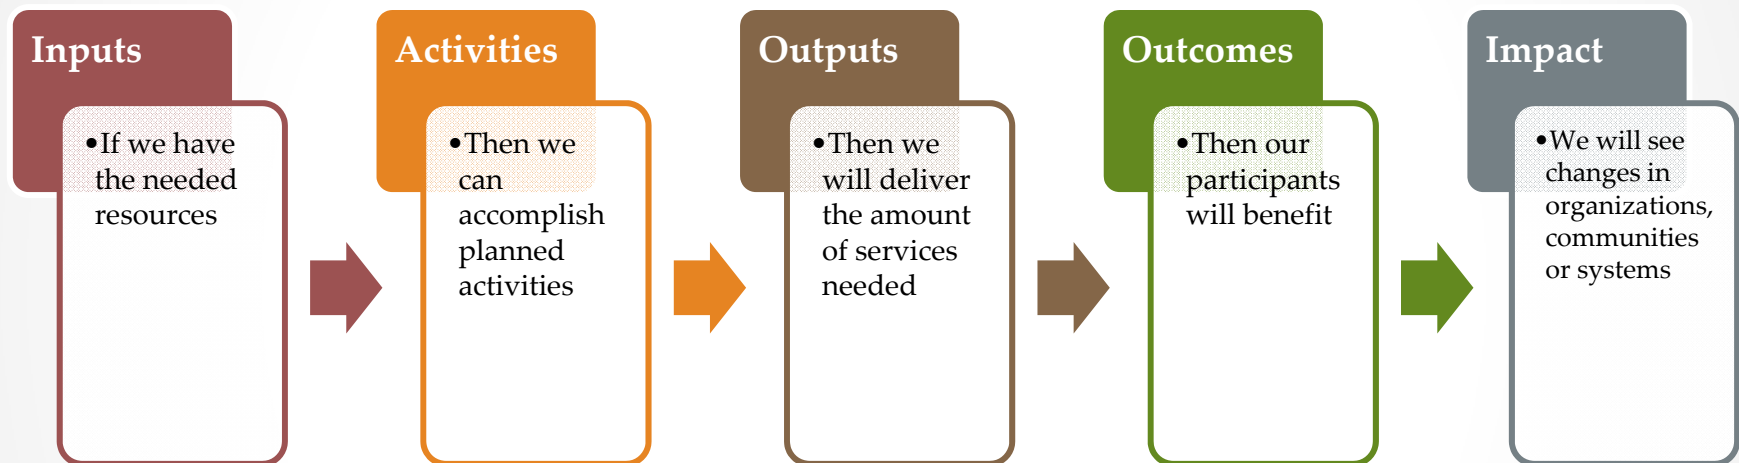 Inputs
•If we have
the needed
resources
Activities
•Then we
can
accomplish
planned
activities
Outputs
•Then we
will deliver
the amount
of services
needed
Outcomes
•Then our
participants
will benefit
Impact
•We will see
changes in
organizations,
communities
or systems